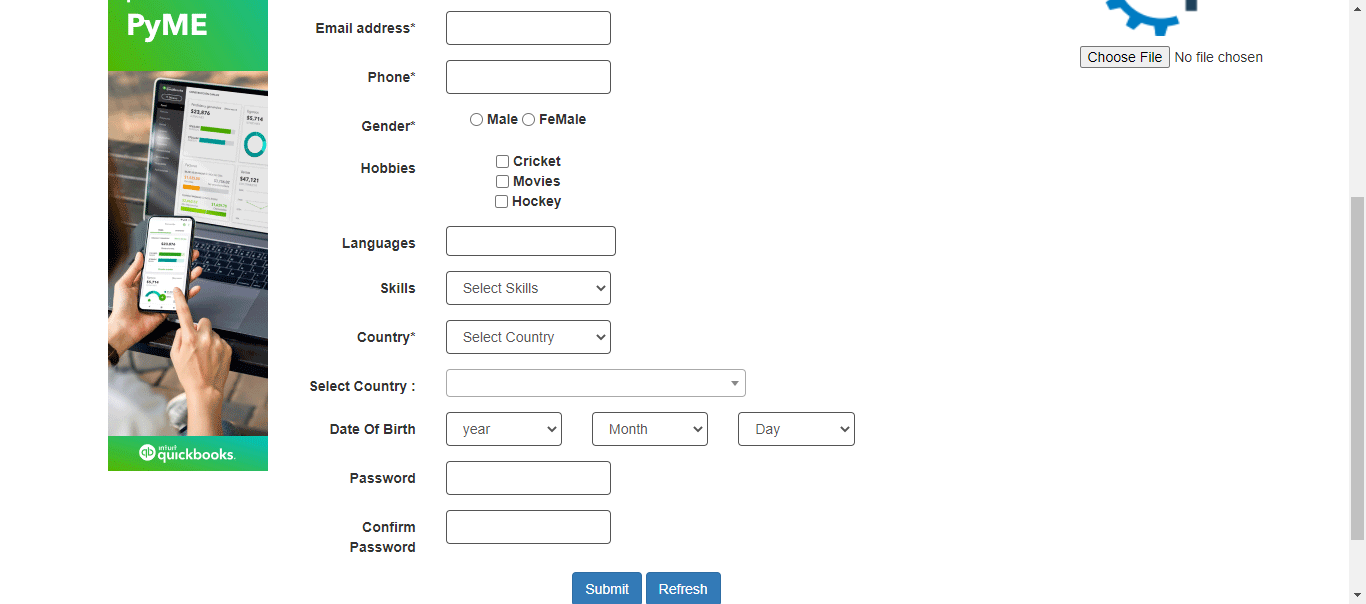 PyME
intuit
quickbooks.
Email address*
Phone*
Gender*
Male FeMale
Hobbies
Cricket
Movies
Hockey
Languages
Skills
Select Skills
Country*
Select Country
Select Country :
Date Of Birth
year Month Day
Password
Confirm
Password
Submit Refresh
Choose File No file chosen